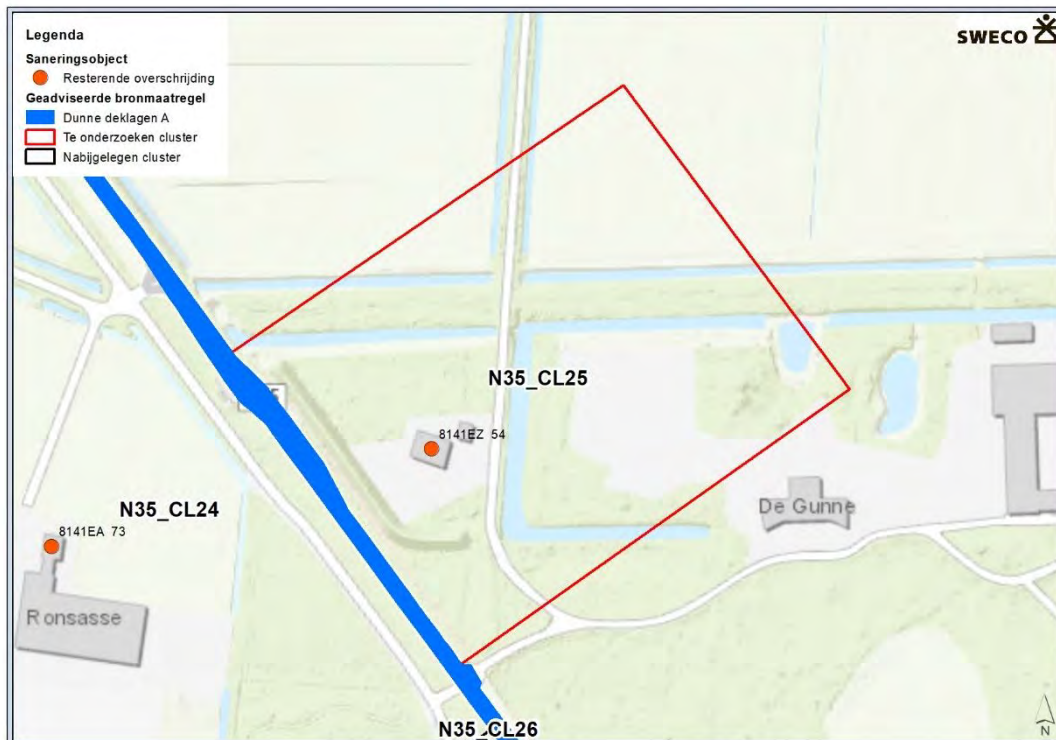 Legenda
SWECO
Saneringsobject
Resterende overschrijding
Geadviseerde bronmaatregel
Dunne deklagen A
Te onderzoeken cluster
Nabijgelegen cluster
N35_CL25
8141EZ 54
N35_CL24
De Gunne
8141EA 73
Ronsasse
N35_CL26
N